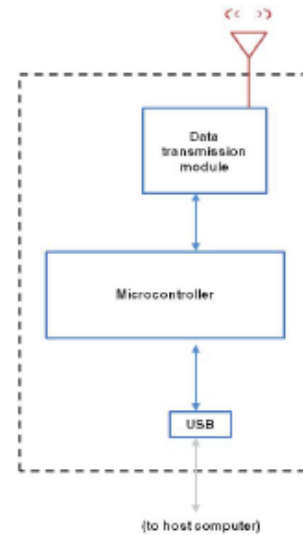 Data
transmission
module
Microcontroller
USB
(to host computer)